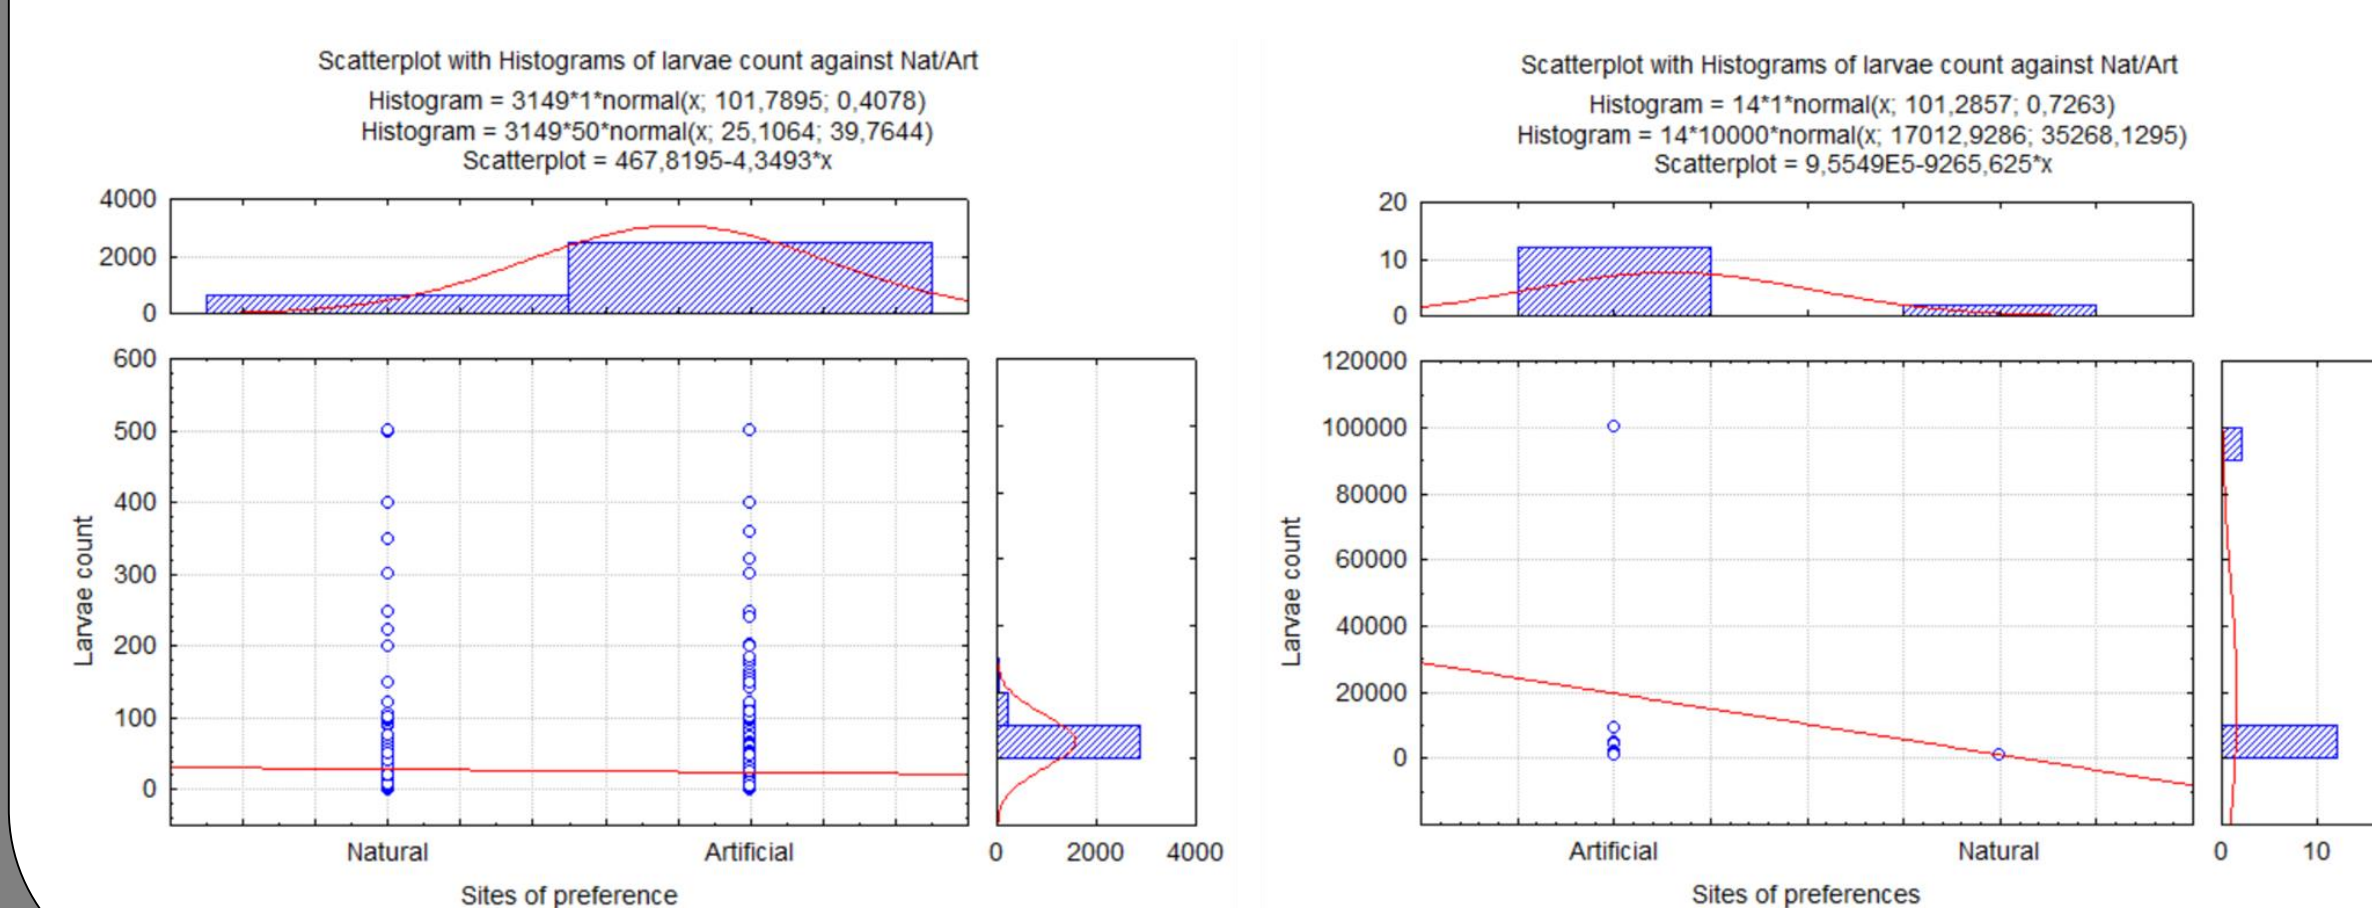 Scatterplot with Histograms of larvae count against Nat/Art
Histogram = 3149*1*normal(x; 101,7895; 0,4078)
Histogram = 3149*50*normal(x; 25,1064; 39,7644)
Scatterplot = 467,8195-4,3493*x
4000
2000
0
600
500
400
300
200
100
0
Larvae count
Natural
Artificial
0
2000
4000
Sites of preference
Scatterplot with Histograms of larvae count against Nat/Art
Histogram = 14*1*normal(x; 101,2857; 0,7263)
Histogram = 14*10000*normal(x; 17012,9286; 35268,1295)
Scatterplot = 9,5549E5-9265,625*x
20
10
0
120000
100000
80000
60000
40000
20000
0
Larvae count
Artificial
Natural
0
10
Sites of preferences